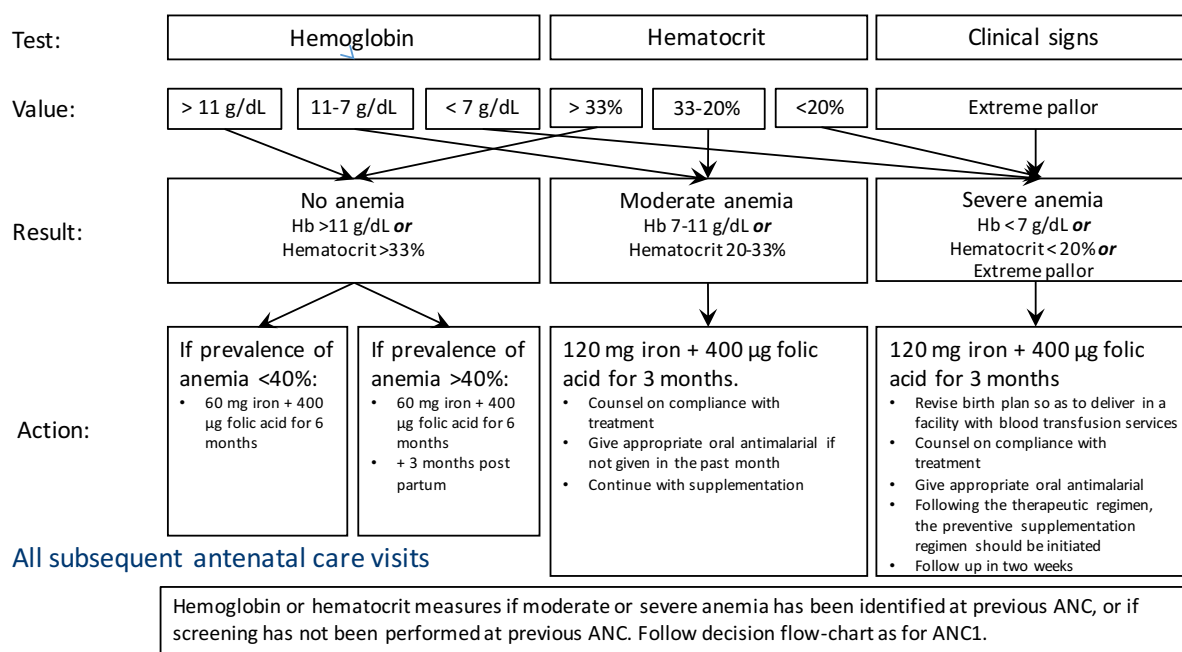 Test:
Hemoglobin
Hematocrit
Clinical signs
Value:
> 11 g/dL
11-7 g/dL
< 7 g/dL
> 33%
33-20%
<20%
Extreme pallor
Result:
No anemia
Hb >11 g/dL or
Hematocrit >33%
Moderate anemia
Hb 7-11 g/dL or
Hematocrit 20-33%
Severe anemia
Hb < 7 g/dL or
Hematocrit < 20% or
Extreme pallor
Action:
If prevalence of
anemia <40%:
• 60 mg iron + 400
µg folic acid for 6
months
If prevalence of
anemia >40%:
• 60 mg iron + 400
µg folic acid for 6
months
• + 3 months post
partum
120 mg iron + 400 µg folic
acid for 3 months.
• Counsel on compliance with
treatment
• Give appropriate oral antimalarial if
not given in the past month
• Continue with supplementation
120 mg iron + 400 µg folic
acid for 3 months
• Revise birth plan so as to deliver in a
facility with blood transfusion services
• Counsel on compliance with
treatment
• Give appropriate oral antimalarial
• Following the therapeutic regimen,
the preventive supplementation
regimen should be initiated
• Follow up in two weeks
All subsequent antenatal care visits
Hemoglobin or hematocrit measures if moderate or severe anemia has been identified at previous ANC, or if
screening has not been performed at previous ANC. Follow decision flow-chart as for ANC1.